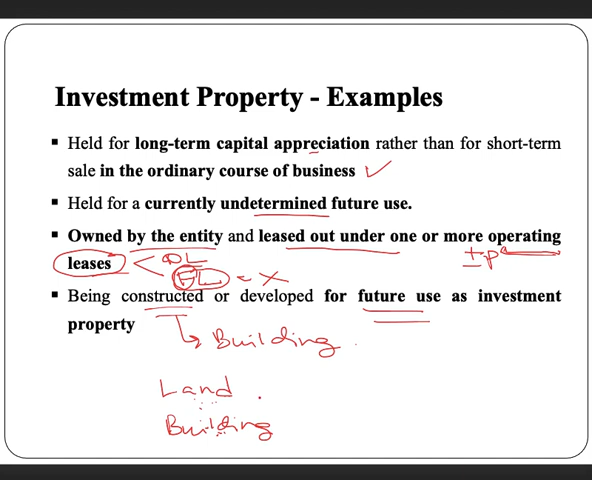 Investment Property - Examples
▪ Held for long-term capital appreciation rather than for short-term
sale in the ordinary course of business
▪ Held for a currently undetermined future use.
▪ Owned by the entity and leased out under one or more operating
leases OL
FL = X
▪ Being constructed or developed for future use as investment
property
Building
Land
Building